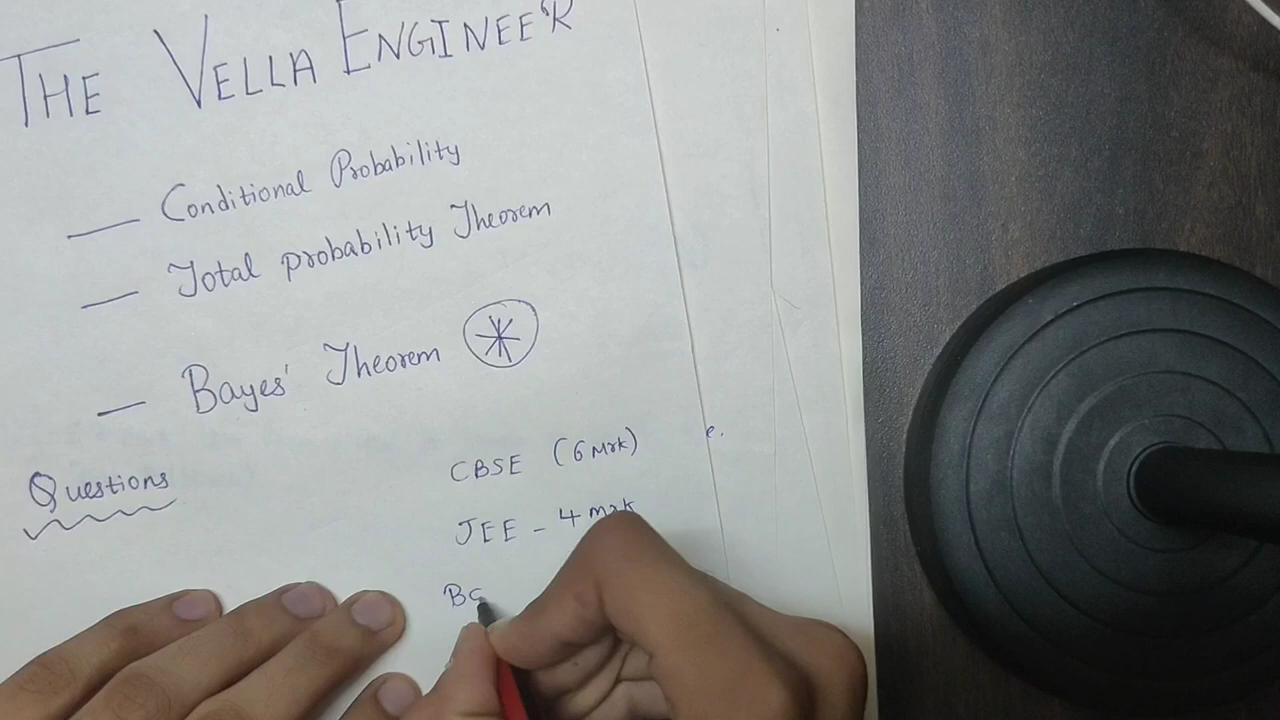 THE VELLA ENGINEER
— Conditional Probability
— Total probability Theorem
— Bayes' Theorem *
Questions
CBSE (6 Mrk) e.
JEE - 4 mrk